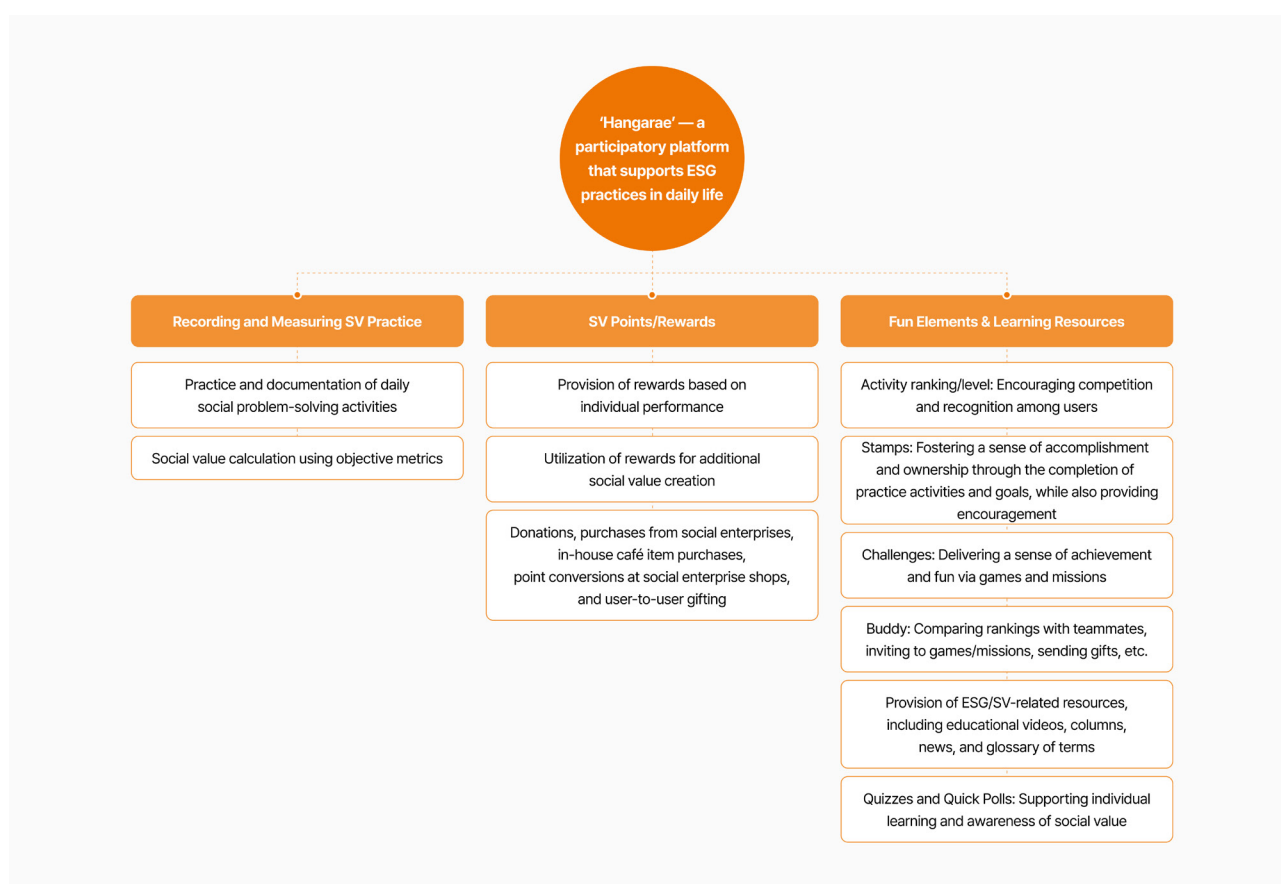 ‘Hangarae’ — a
participatory platform
that supports ESG
practices in daily life
Recording and Measuring SV Practice
Practice and documentation of daily
social problem-solving activities
Social value calculation using objective metrics
SV Points/Rewards
Provision of rewards based on
individual performance
Utilization of rewards for additional
social value creation
Donations, purchases from social enterprises,
in-house café item purchases,
point conversions at social enterprise shops,
and user-to-user gifting
Fun Elements & Learning Resources
Activity ranking/level: Encouraging competition
and recognition among users
Stamps: Fostering a sense of accomplishment
and ownership through the completion of
practice activities and goals, while also providing
encouragement
Challenges: Delivering a sense of achievement
and fun via games and missions
Buddy: Comparing rankings with teammates,
inviting to games/missions, sending gifts, etc.
Provision of ESG/SV-related resources,
including educational videos, columns,
news, and glossary of terms
Quizzes and Quick Polls: Supporting individual
learning and awareness of social value